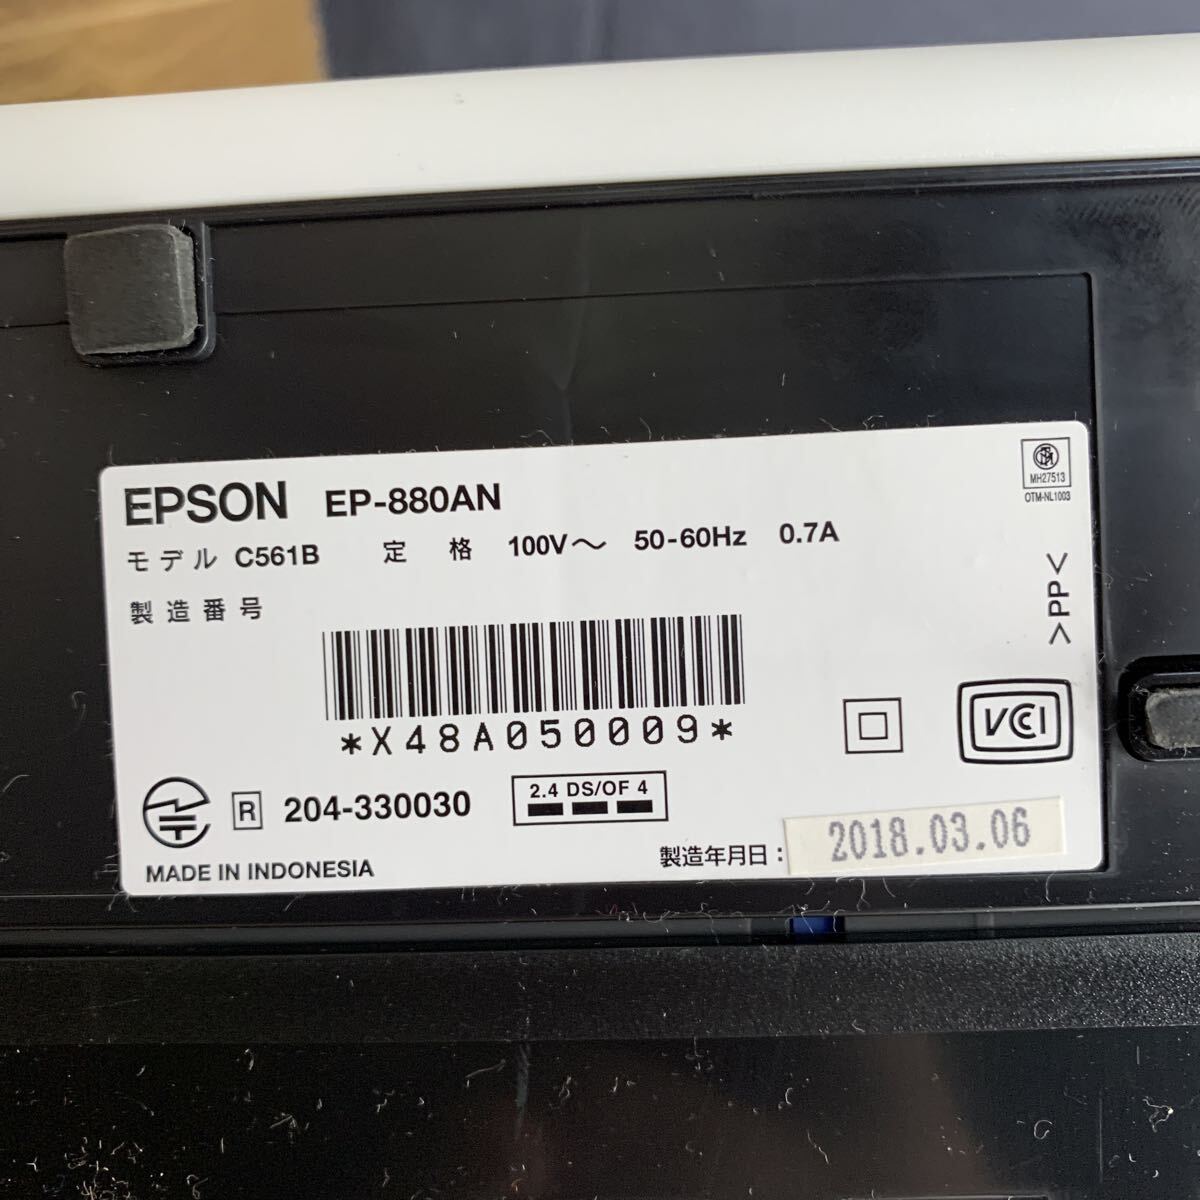 EPSON EP-880AN
モデル C561B 定格 100V～ 50-60Hz 0.7A
製造番号
*X48A050009*
R 204-330030
2.4 DS/OF 4
MADE IN INDONESIA
製造年月日：2018.03.06
MH27513
OTM-NL1003
>PP<
VCI